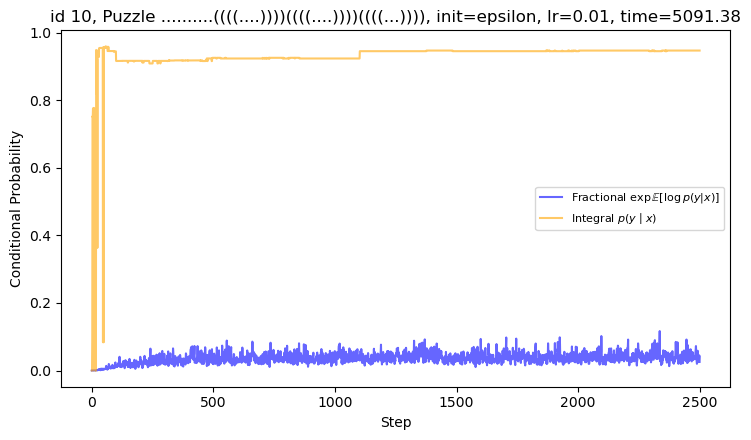 id 10, Puzzle ..........((((....))))((((....))))((((...)))), init=epsilon, lr=0.01, time=5091.38
1.0
0.8
0.6
0.4
0.2
0.0
Conditional Probability
Fractional exp𝔼[log p(y|x)]
Integral p(y | x)
0
500
1000
1500
2000
2500
Step